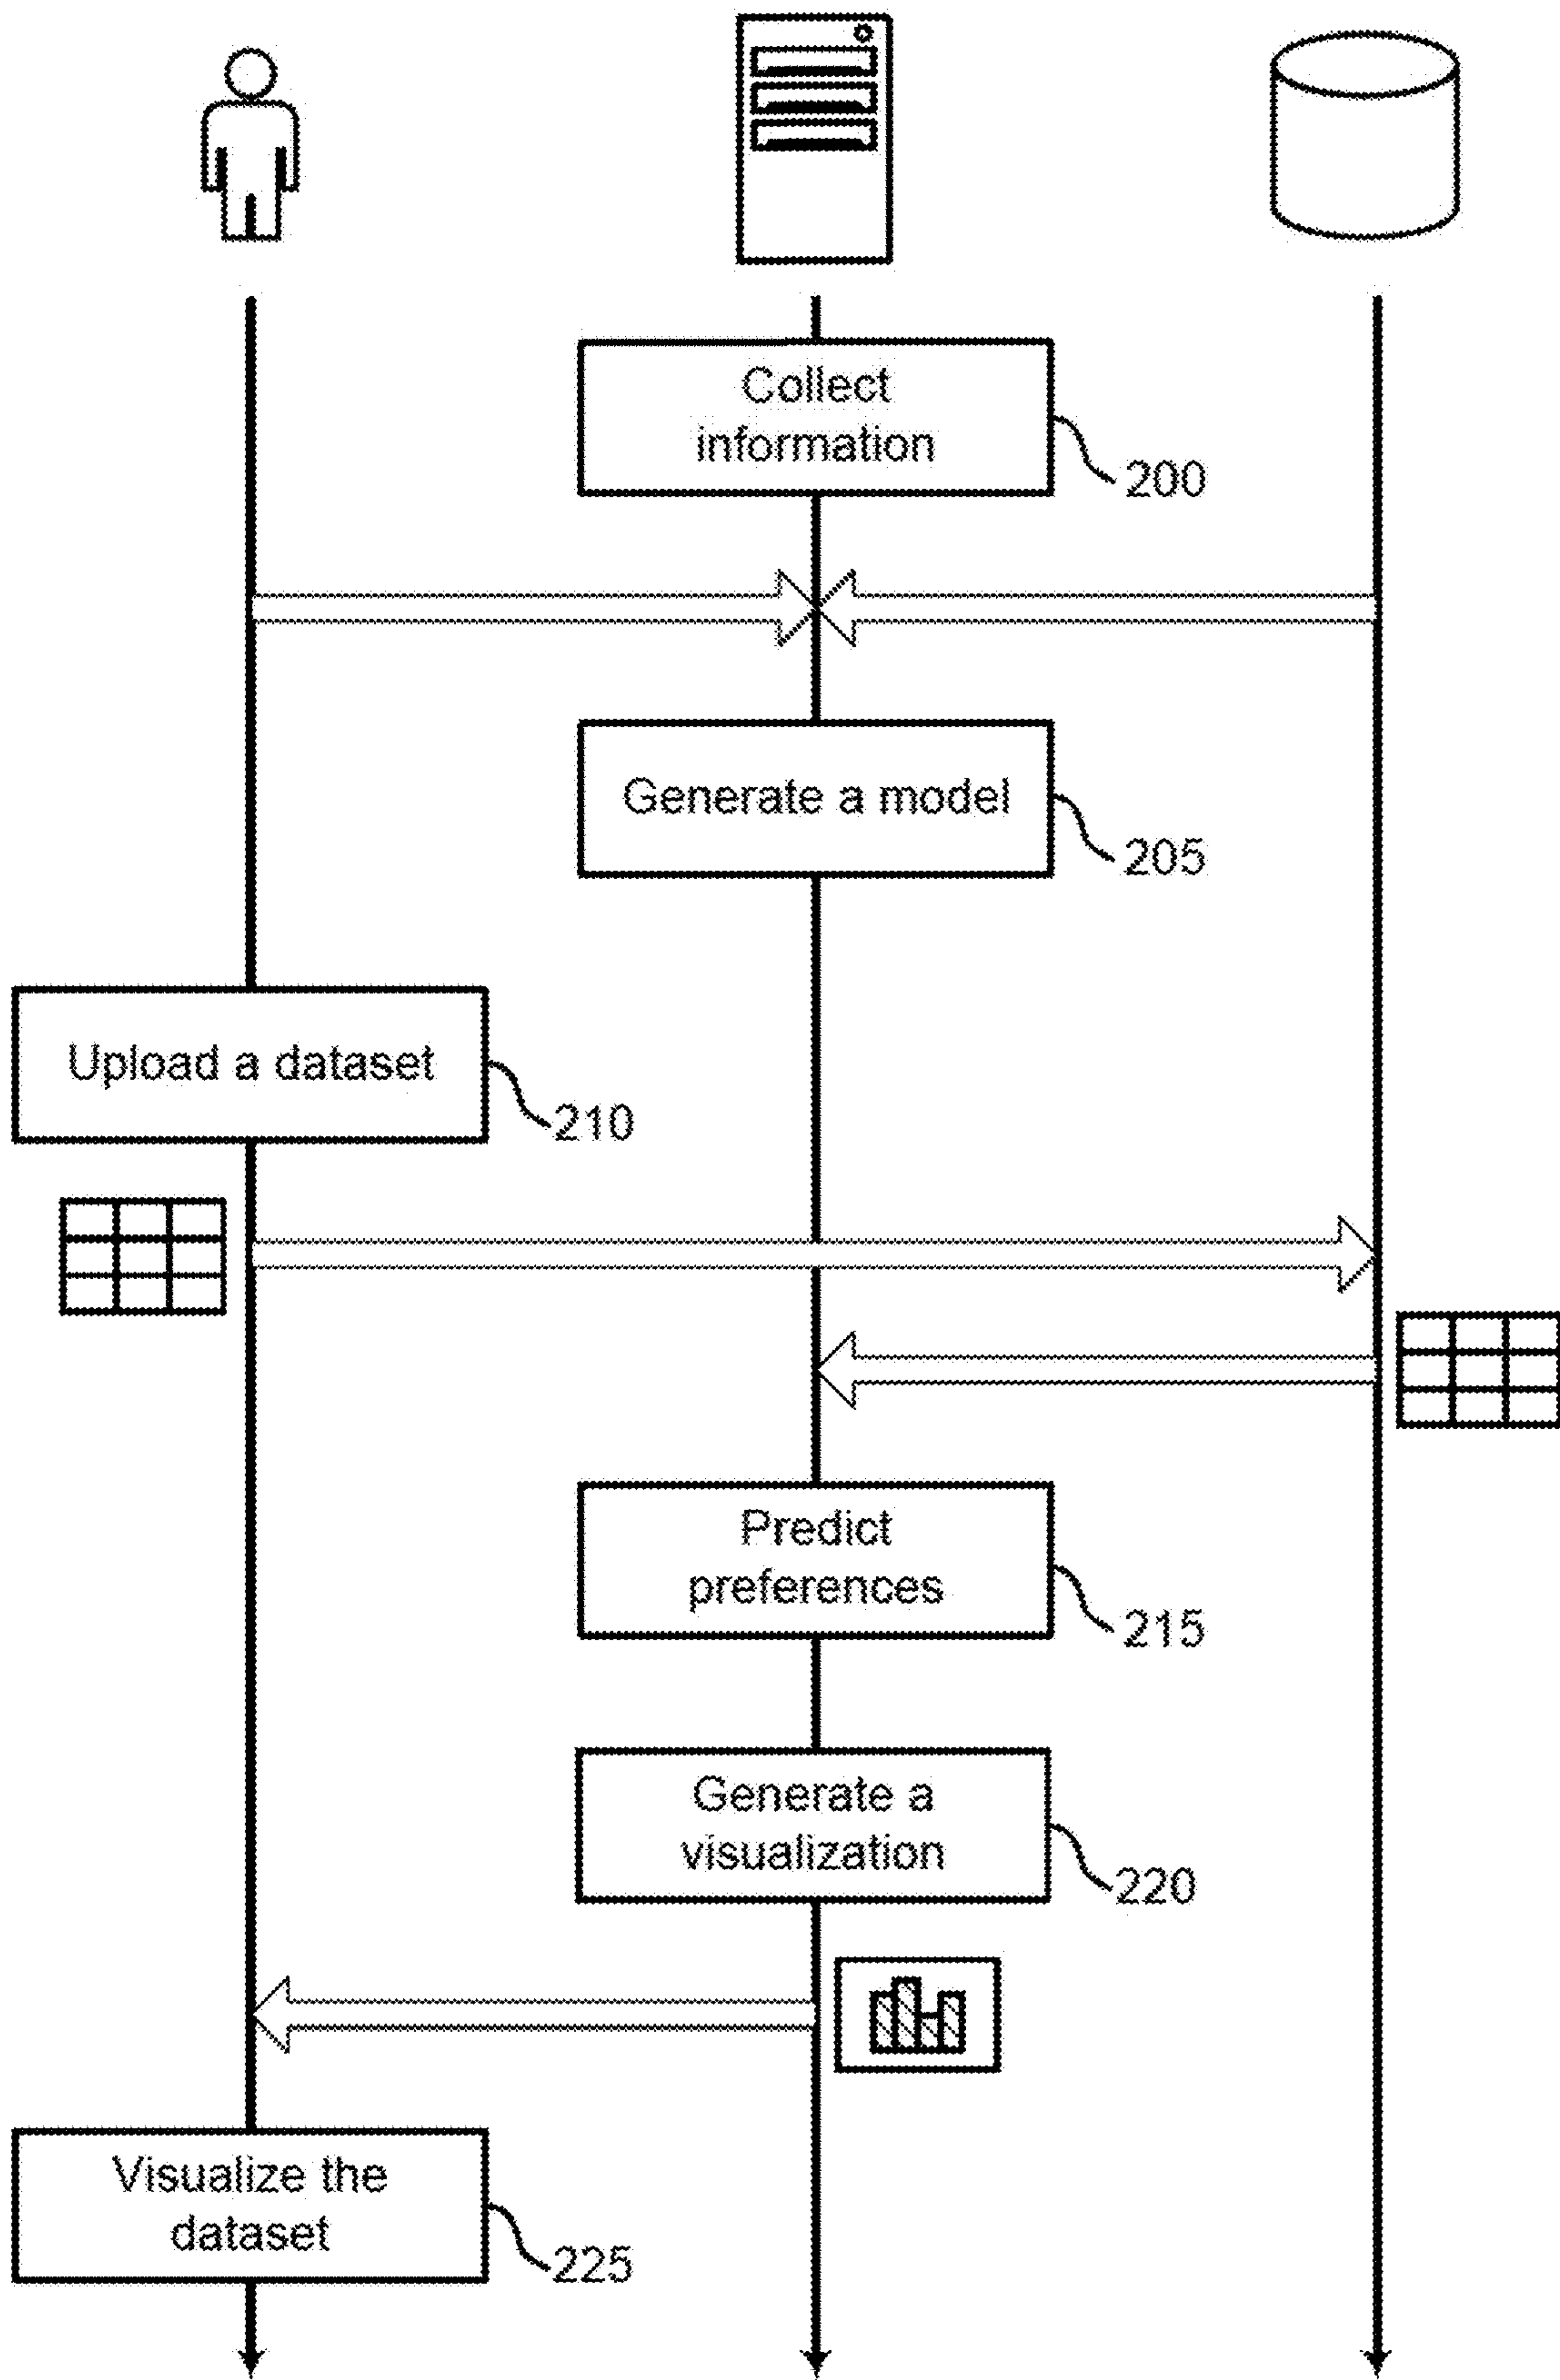 Collect
information
200
Generate a model
205
Upload a dataset
210
Predict
preferences
215
Generate a
visualization
220
Visualize the
dataset
225